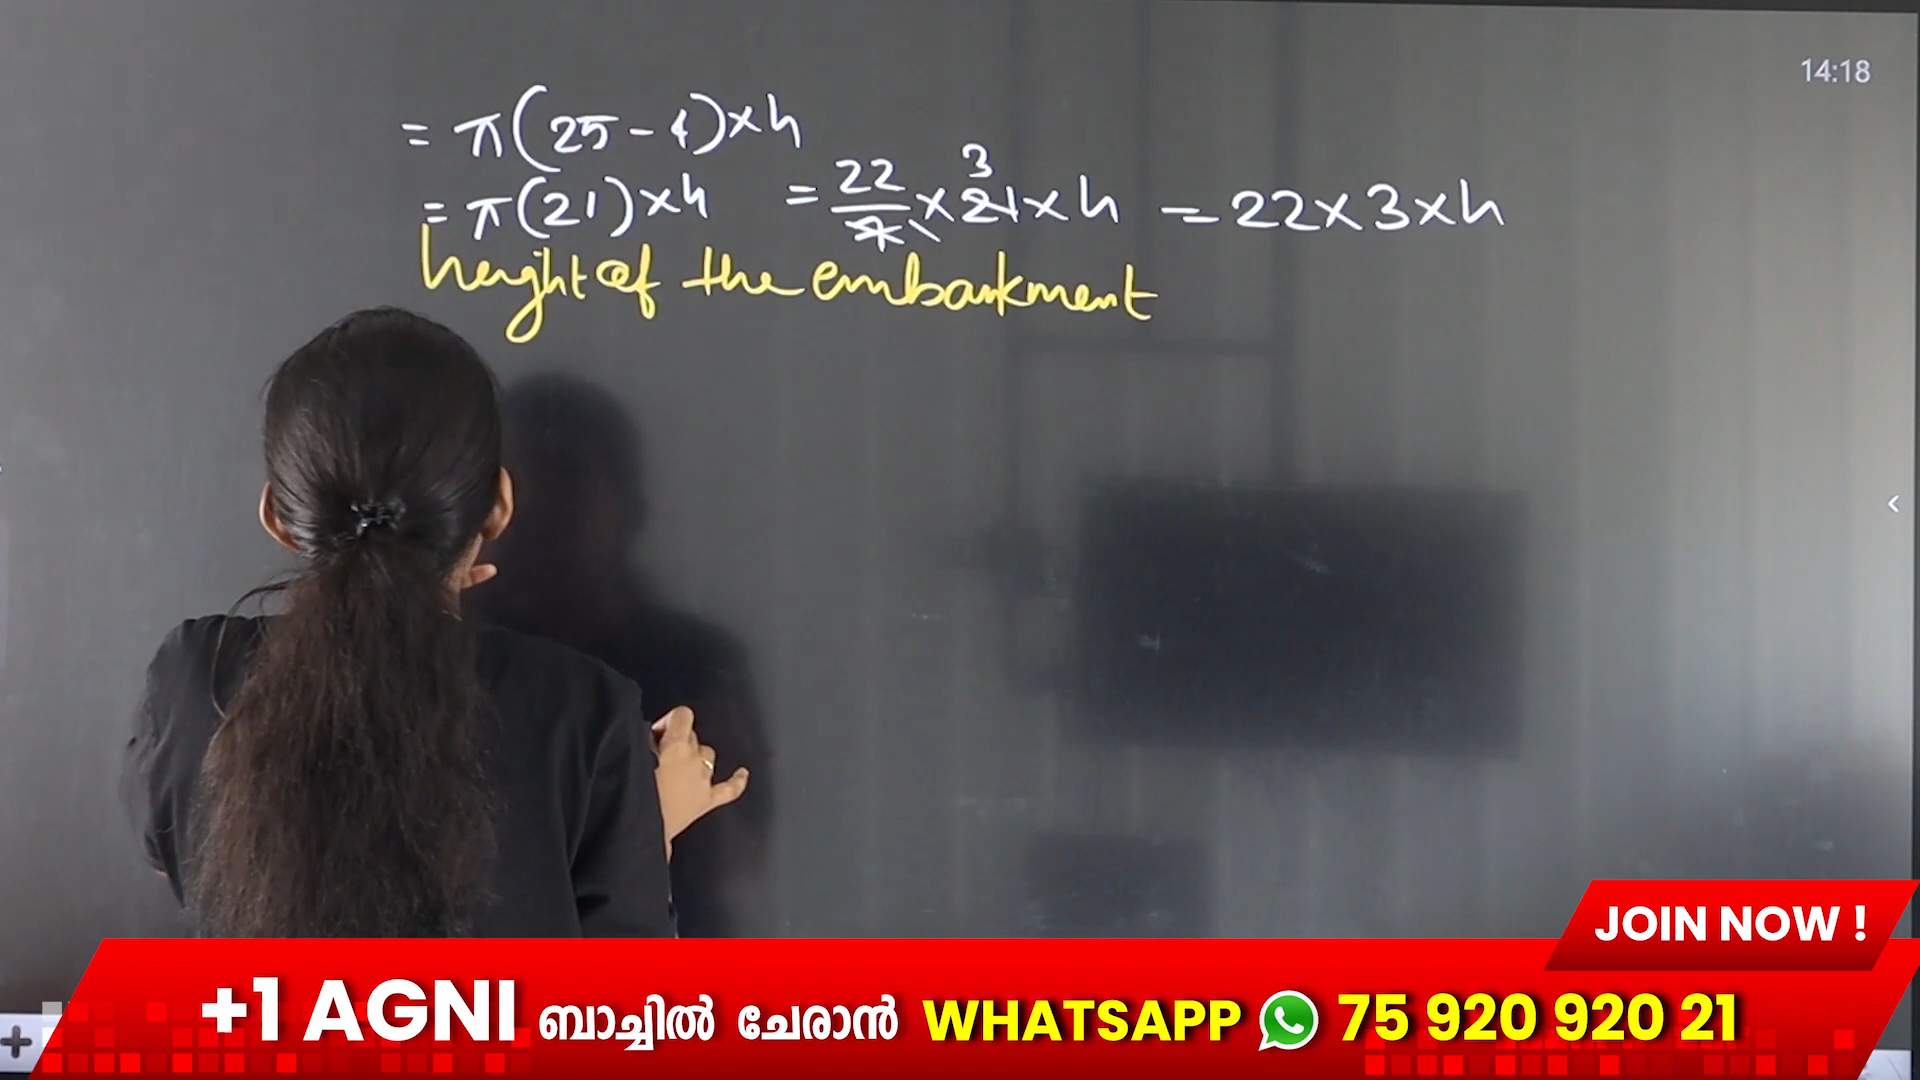 14:18
= π(25-4)×h
= π(21)×h = 22/7 × 21 3 × h = 22×3×h
height of the embankment
JOIN NOW !
+1 AGNI ബാച്ചിൽ ചേരാൻ WHATSAPP 75 920 920 21